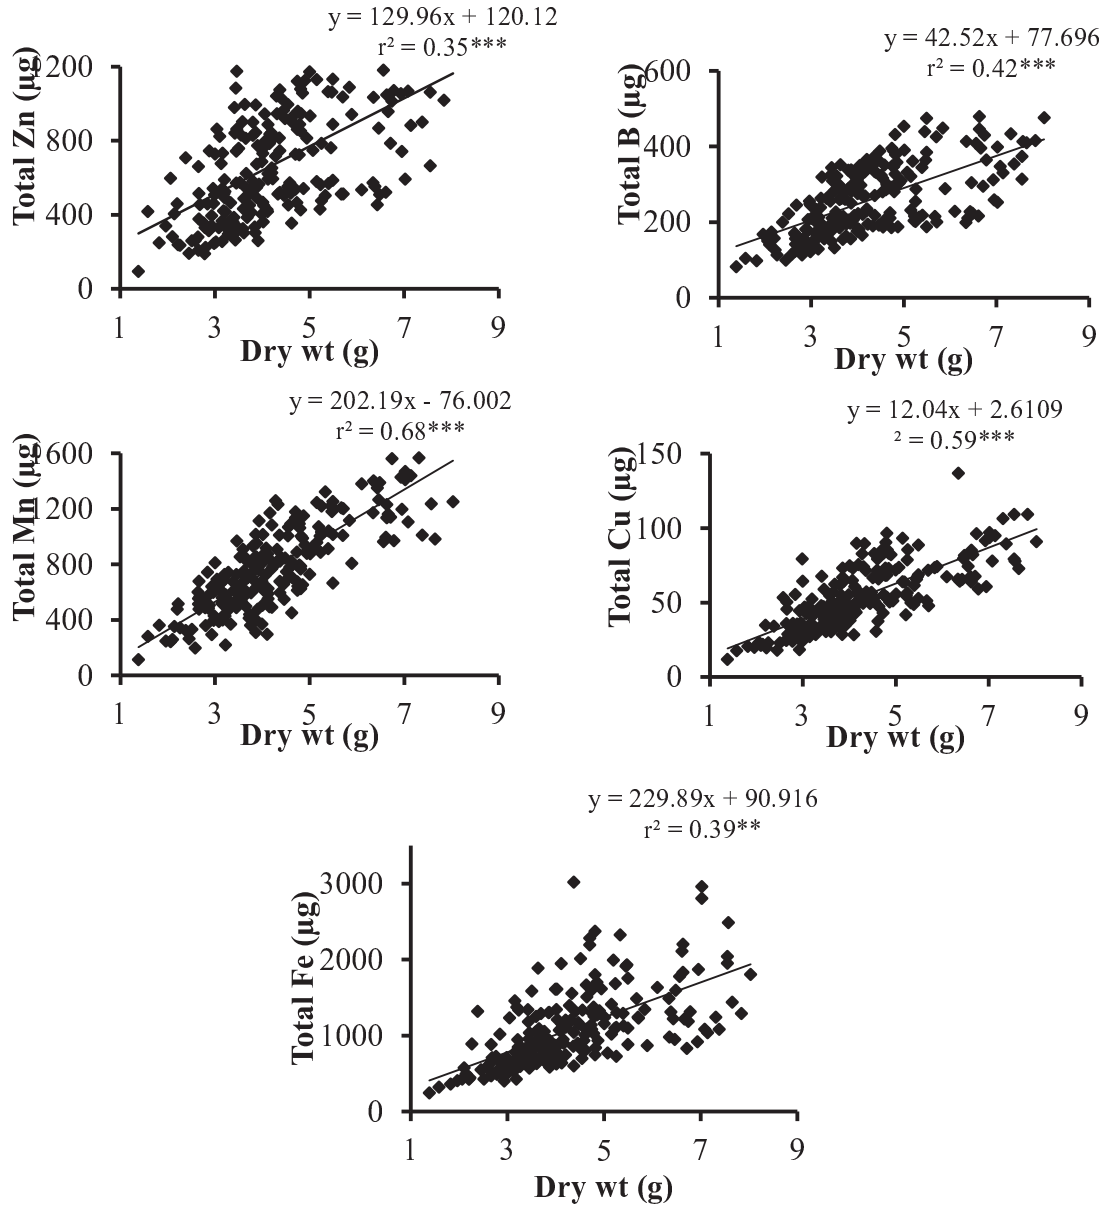 y = 129.96x + 120.12
r² = 0.35***
Total Zn (µg)
1200
800
400
0
1 3 5 7 9
Dry wt (g)
y = 42.52x + 77.696
r² = 0.42***
Total B (µg)
600
400
200
0
1 3 5 7 9
Dry wt (g)
y = 202.19x - 76.002
r² = 0.68***
Total Mn (µg)
1600
1200
800
400
0
1 3 5 7 9
Dry wt (g)
y = 12.04x + 2.6109
² = 0.59***
Total Cu (µg)
150
100
50
0
1 3 5 7 9
Dry wt (g)
y = 229.89x + 90.916
r² = 0.39**
Total Fe (µg)
3000
2000
1000
0
1 3 5 7 9
Dry wt (g)